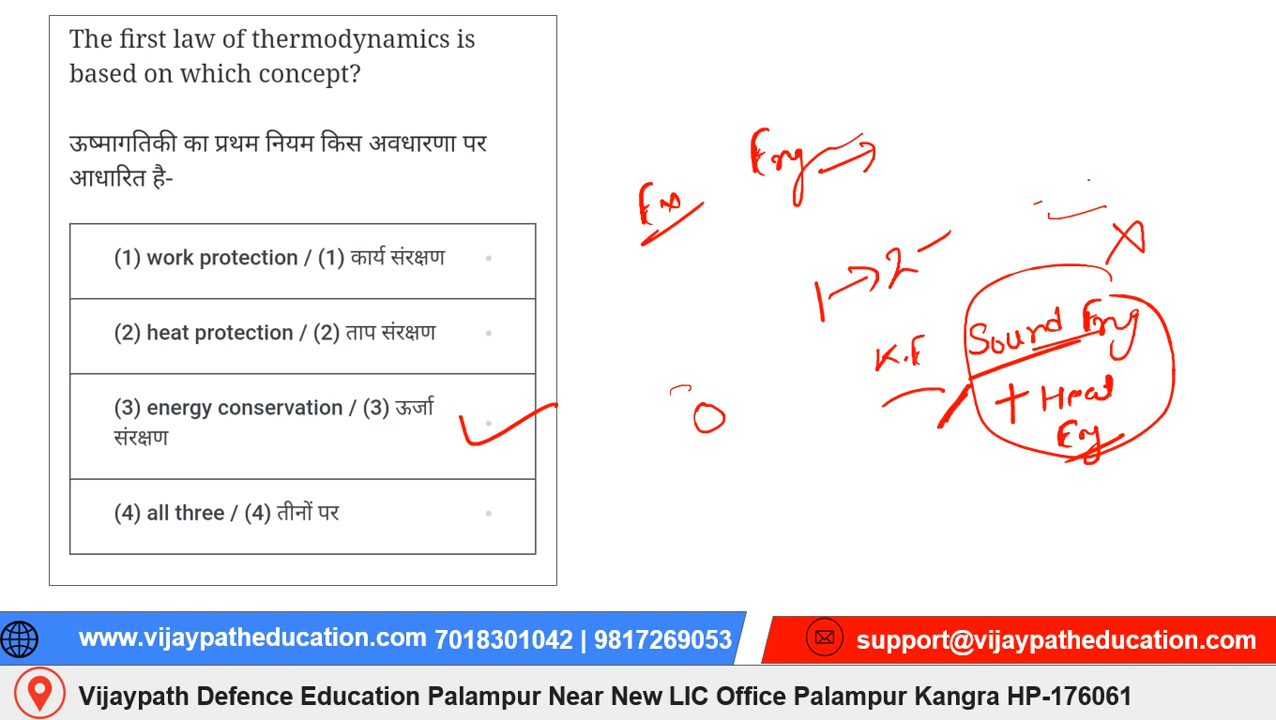 The first law of thermodynamics is
based on which concept?
ऊष्मागतिकी का प्रथम नियम किस अवधारणा पर
आधारित है-
(1) work protection / (1) कार्य संरक्षण
(2) heat protection / (2) ताप संरक्षण
(3) energy conservation / (3) ऊर्जा
संरक्षण
(4) all three / (4) तीनों पर
Erg
1 → 2
K.E
Sound Erg
+ Heat
www.vijaypatheducation.com 7018301042 | 9817269053
support@vijaypatheducation.com
Vijaypath Defence Education Palampur Near New LIC Office Palampur Kangra HP-176061